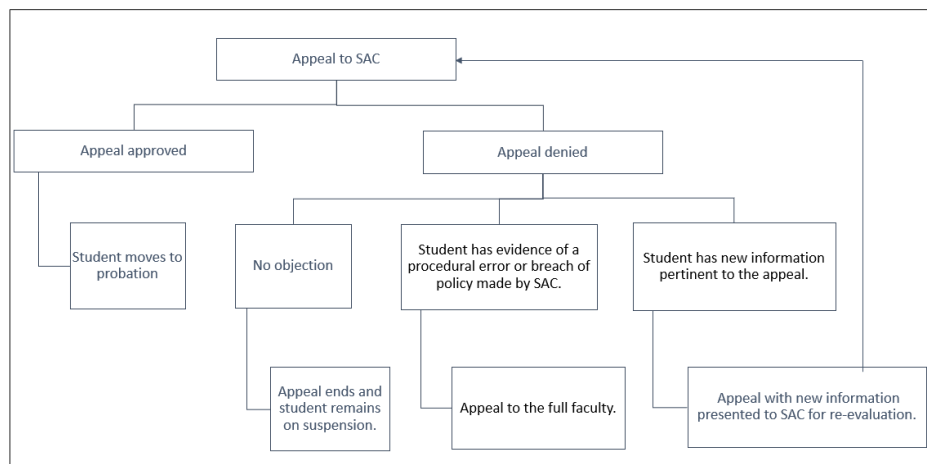 Appeal to SAC
Appeal approved
Appeal denied
Student moves to
probation
No objection
Student has evidence of a
procedural error or breach of
policy made by SAC.
Student has new information
pertinent to the appeal.
Appeal ends and
student remains
on suspension.
Appeal to the full faculty.
Appeal with new information
presented to SAC for re-evaluation.